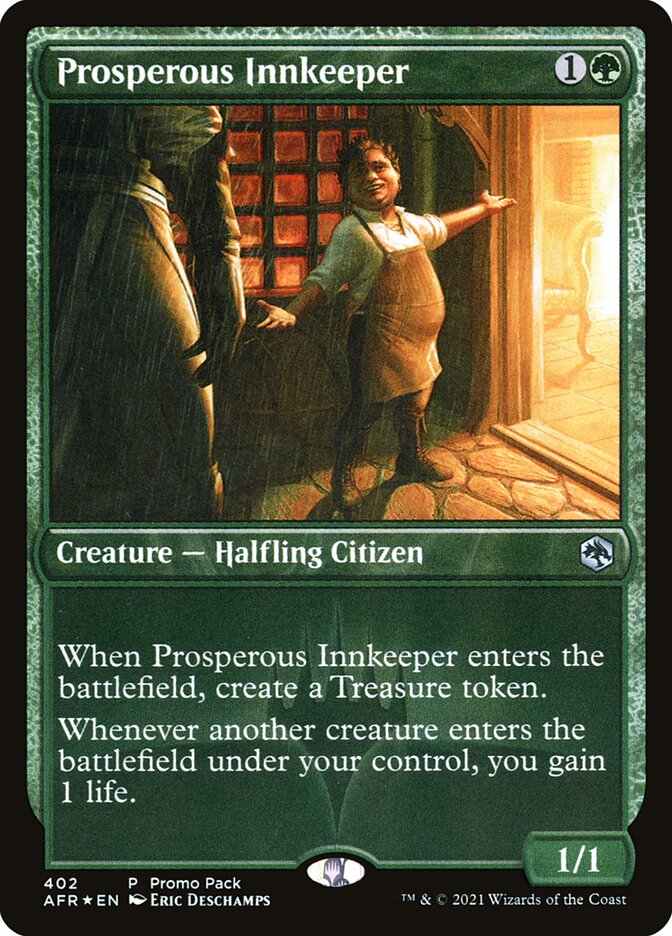 Prosperous Innkeeper 1
Creature — Halfling Citizen
When Prosperous Innkeeper enters the
battlefield, create a Treasure token.
Whenever another creature enters the
battlefield under your control, you gain
1 life.
1/1
402 P Promo Pack
AFR★EN Eric Deschamps ™ & © 2021 Wizards of the Coast